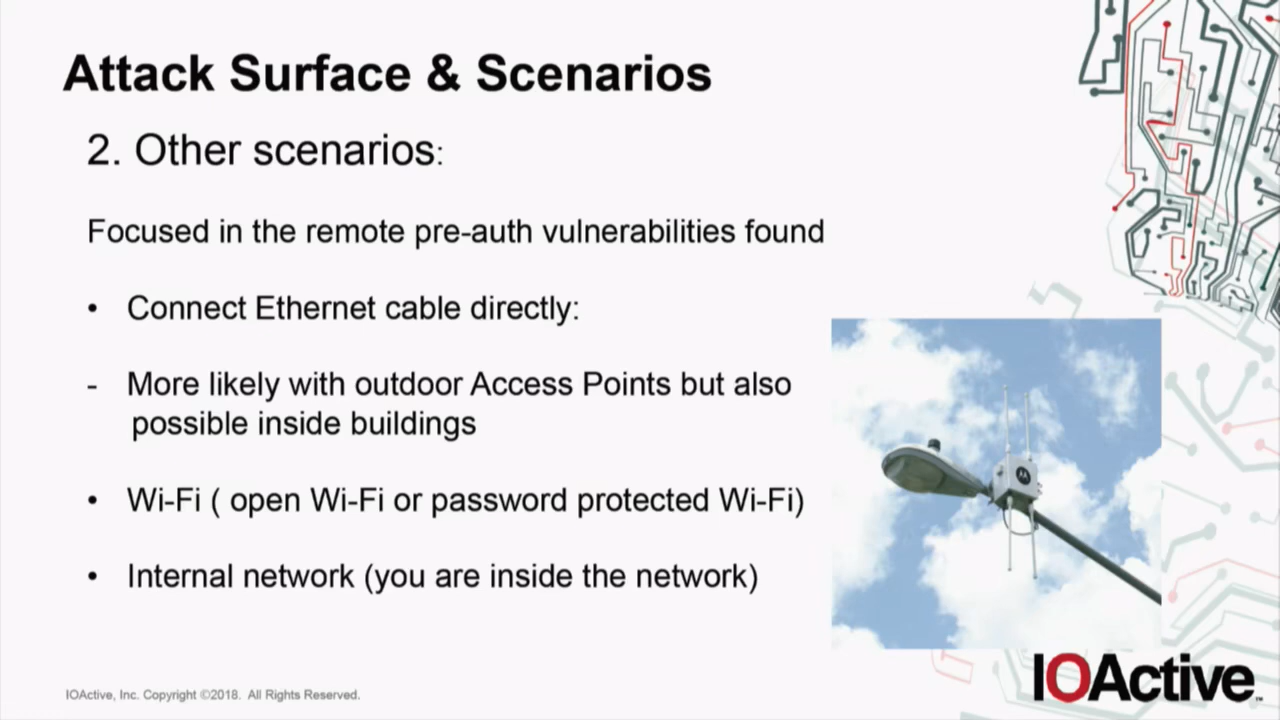 Attack Surface & Scenarios
2. Other scenarios:
Focused in the remote pre-auth vulnerabilities found
• Connect Ethernet cable directly:
- More likely with outdoor Access Points but also
possible inside buildings
• Wi-Fi ( open Wi-Fi or password protected Wi-Fi)
• Internal network (you are inside the network)
IOActive, Inc. Copyright ©2018. All Rights Reserved.
IOActive™